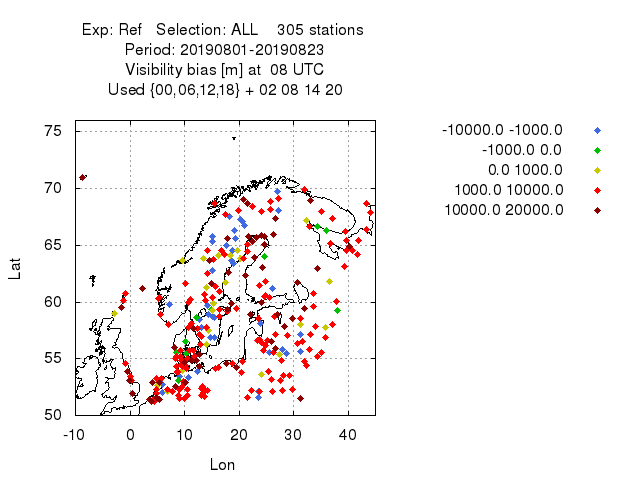 Exp: Ref   Selection: ALL    305 stations
Period: 20190801-20190823
Visibility bias [m] at  08 UTC
Used {00,06,12,18} + 02 08 14 20
-10000.0 -1000.0
-1000.0 0.0
0.0 1000.0
1000.0 10000.0
10000.0 20000.0
75
70
65
60
55
50
Lat
-10 0 10 20 30 40
Lon